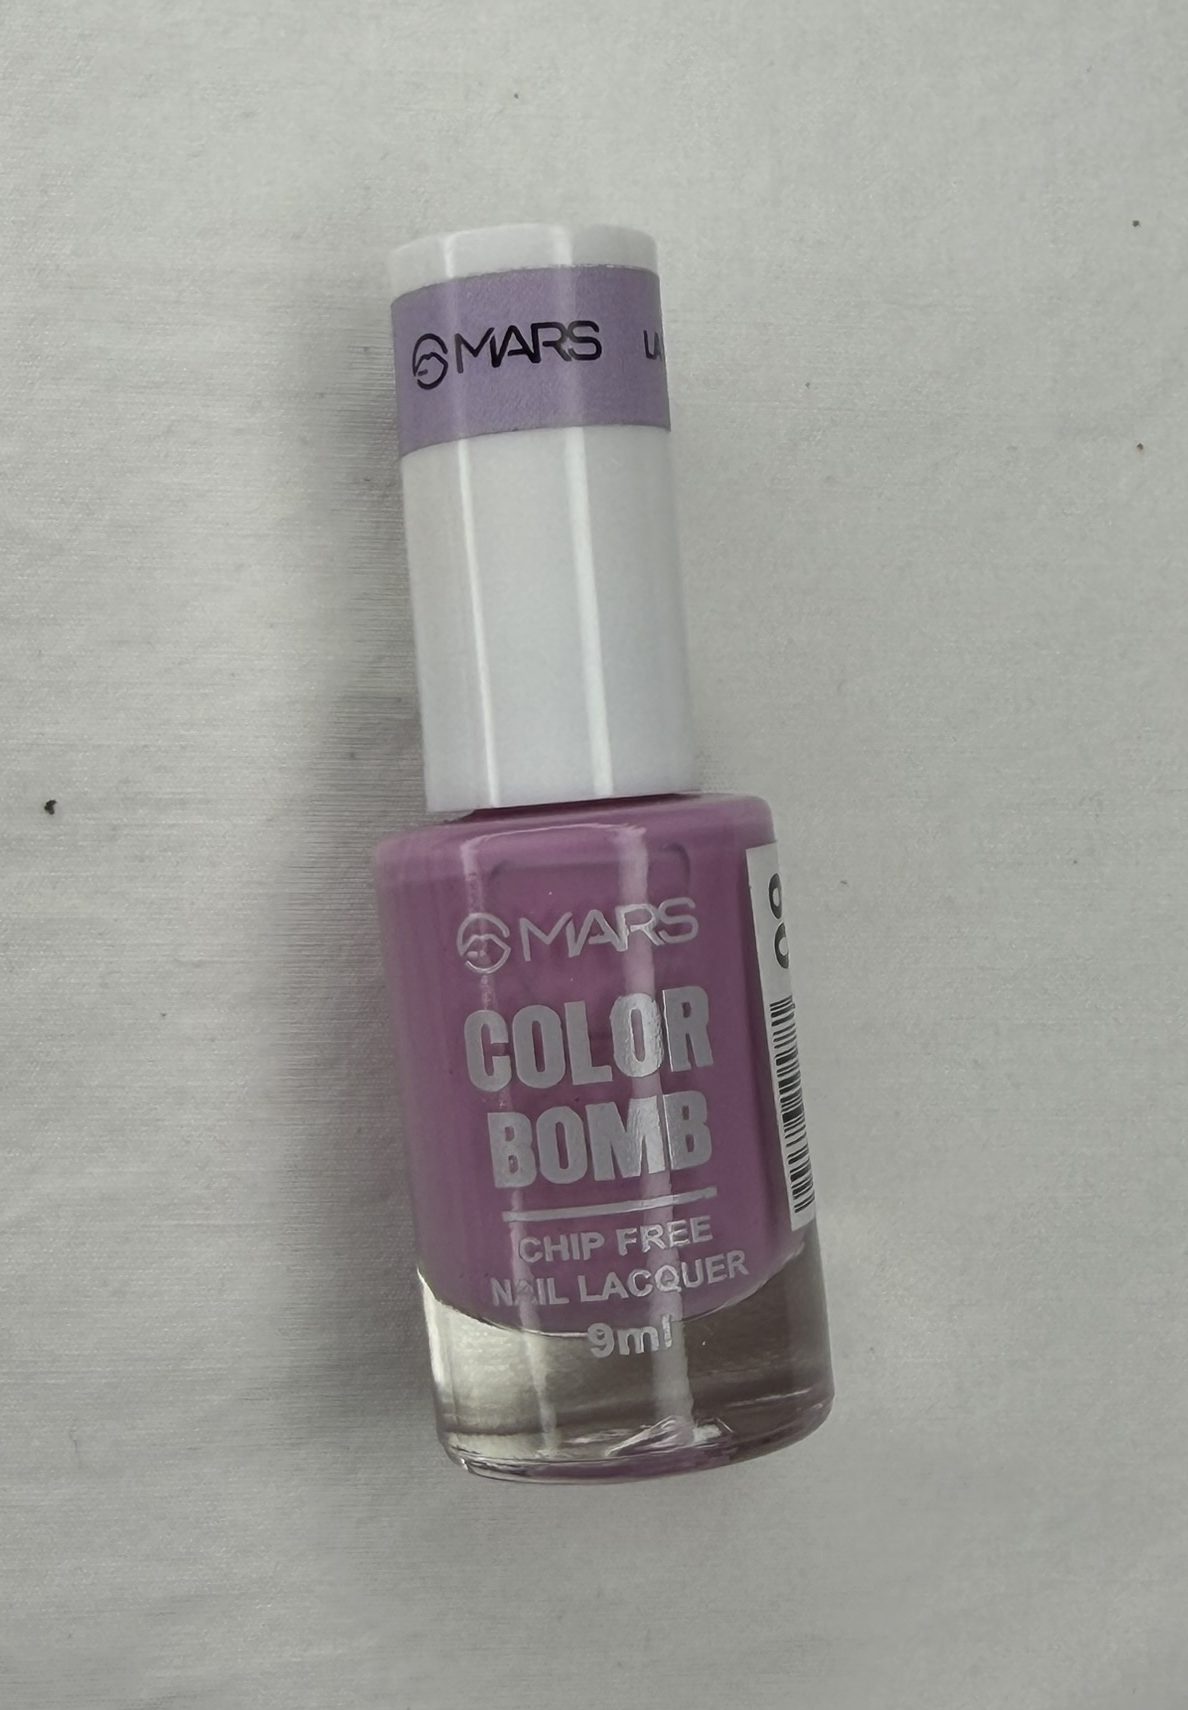 MARS
MARS
COLOR
BOMB
CHIP FREE
NAIL LACQUER
9ml